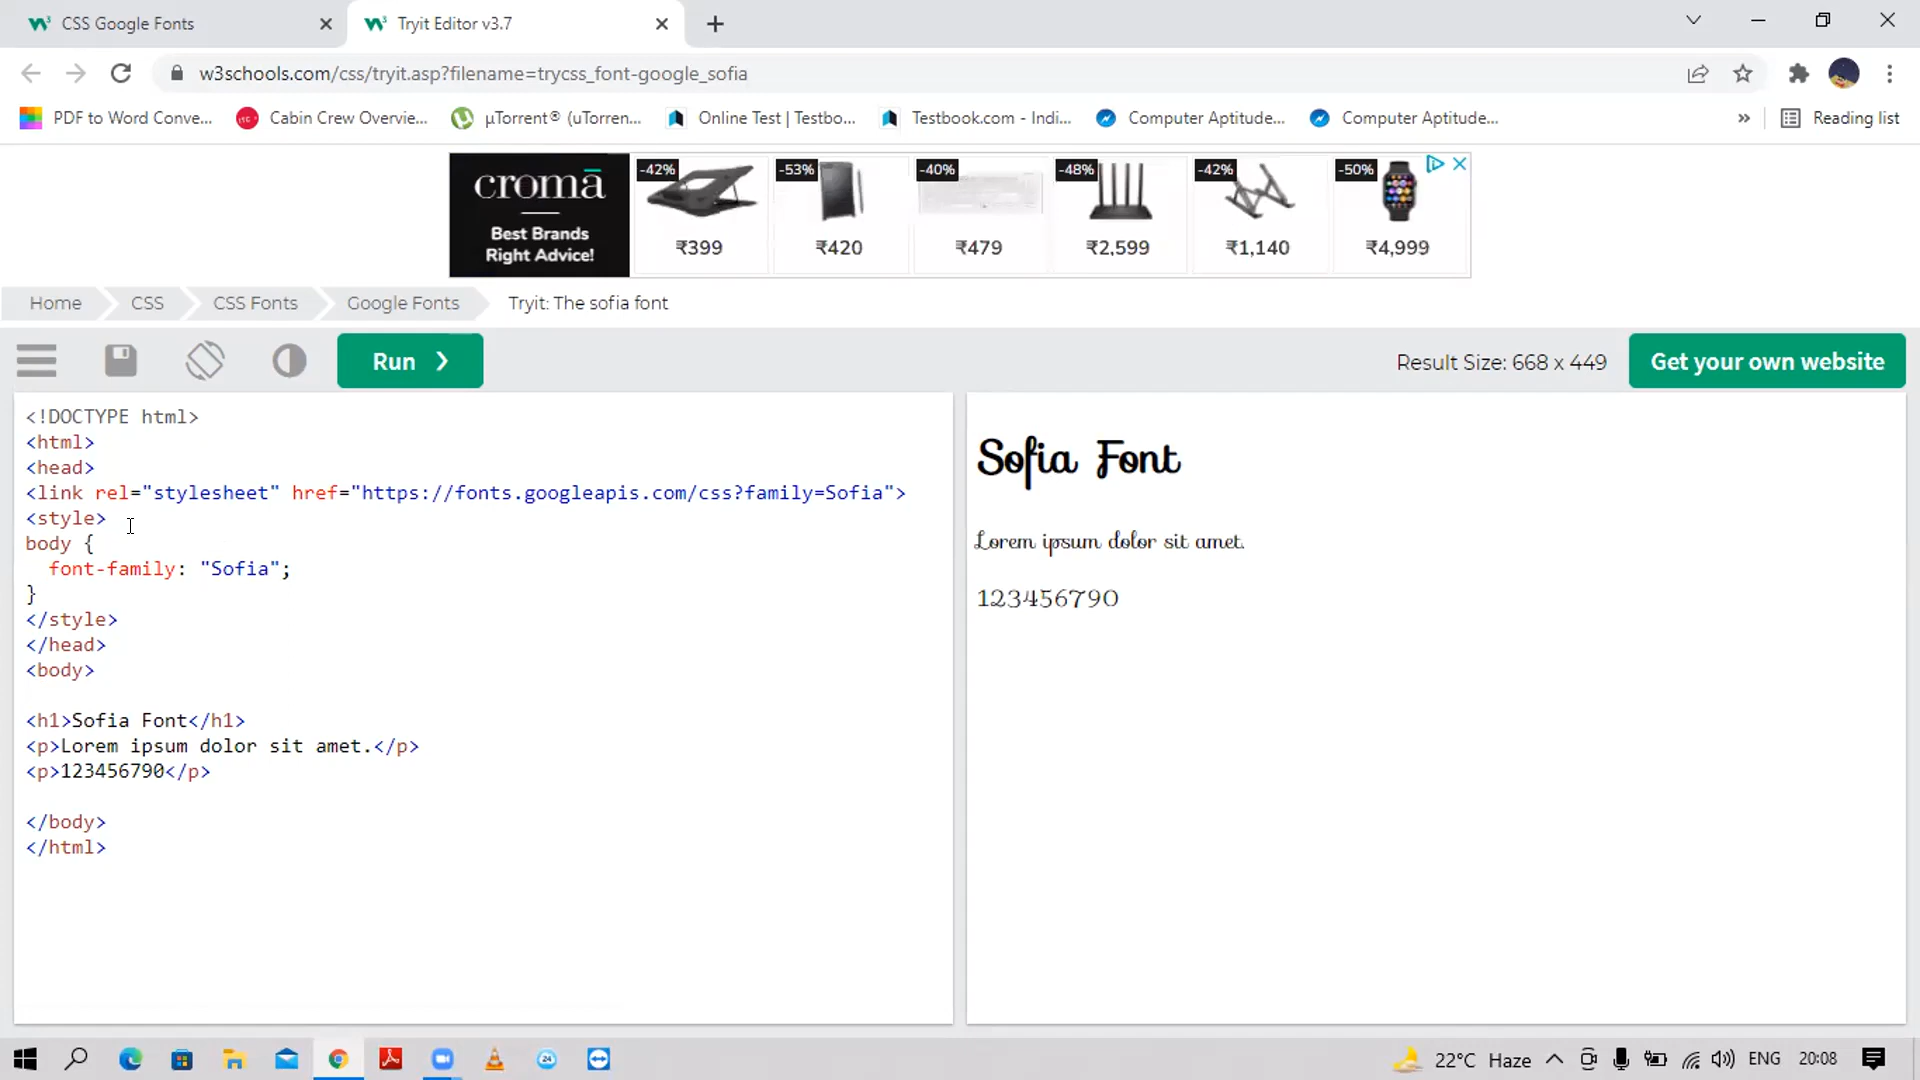 CSS Google Fonts
Tryit Editor v3.7
w3schools.com/css/tryit.asp?filename=trycss_font-google_sofia
PDF to Word Conve...
Cabin Crew Overvie...
µTorrent® (uTorren...
Online Test | Testbo...
Testbook.com - Indi...
Computer Aptitude...
Computer Aptitude...
»
Reading list
cromā
Best Brands
Right Advice!
-42%
₹399
-53%
₹420
-40%
₹479
-48%
₹2,599
-42%
₹1,140
-50%
₹4,999
Home
CSS
CSS Fonts
Google Fonts
Tryit: The sofia font
Run ❯
Result Size: 668 x 449
Get your own website
<!DOCTYPE html>
<html>
<head>
<link rel="stylesheet" href="https://fonts.googleapis.com/css?family=Sofia">
<style>
body {
  font-family: "Sofia";
}
</style>
</head>
<body>
<h1>Sofia Font</h1>
<p>Lorem ipsum dolor sit amet.</p>
<p>123456790</p>
</body>
</html>
Sofia Font
Lorem ipsum dolor sit amet.
123456790
22°C Haze
ENG
20:08